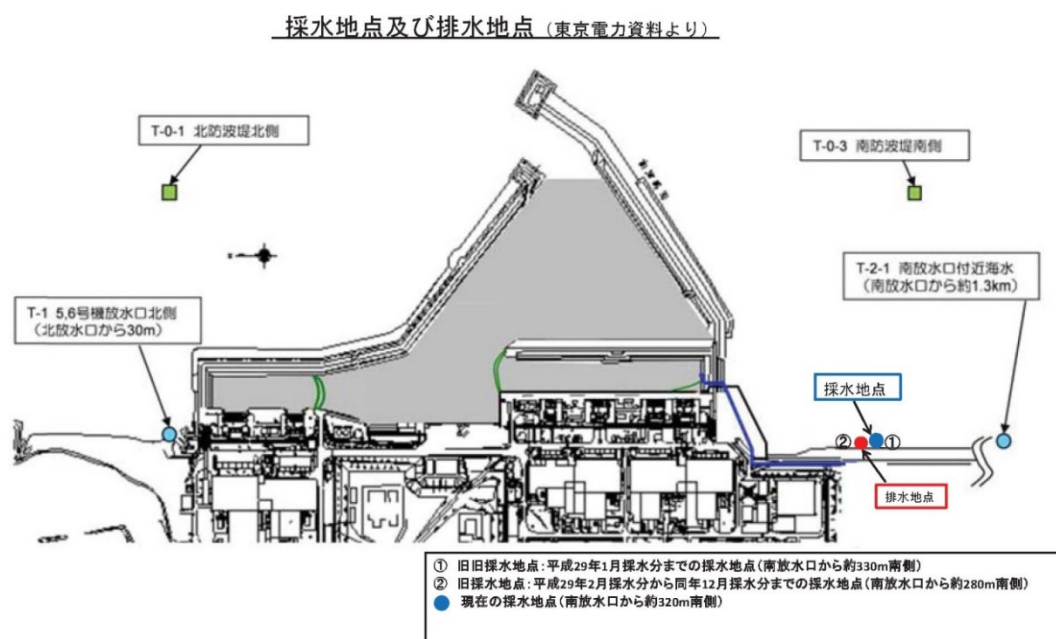 採水地点及び排水地点 (東京電力資料より)
T-0-1 北防波堤北側
T-0-3 南防波堤南側
T-2-1 南放水口付近海水
(南放水口から約1.3km)
T-1 5,6号機放水口北側
(北放水口から30m)
採水地点
② ①
排水地点
① 旧旧採水地点:平成29年1月採水分までの採水地点(南放水口から約330m南側)
② 旧採水地点:平成29年2月採水分から同年12月採水分までの採水地点(南放水口から約280m南側)
現在の採水地点(南放水口から約320m南側)